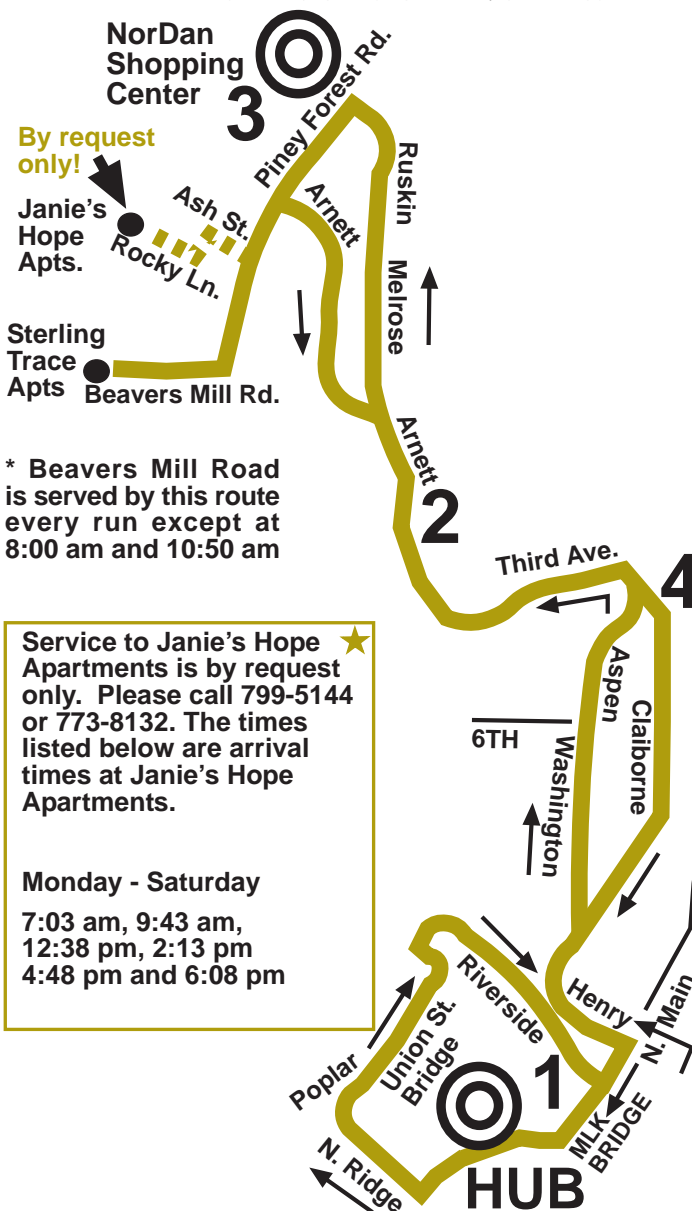 NorDan
Shopping
Center
3
Piney Forest Rd.
By request
only!
Ruskin
Arnett
Ash St.
Janie's
Hope
Apts.
Rocky Ln.
Melrose
Sterling
Trace
Apts
Beavers Mill Rd.
Arnett
* Beavers Mill Road
is served by this route
every run except at
8:00 am and 10:50 am
2
Third Ave.
4
Service to Janie's Hope
Apartments is by request
only. Please call 799-5144
or 773-8132. The times
listed below are arrival
times at Janie's Hope
Apartments.
Monday - Saturday
7:03 am, 9:43 am,
12:38 pm, 2:13 pm
4:48 pm and 6:08 pm
Aspen
Claiborne
6TH
Washington
Riverside
Henry
N. Main
Union St.
Bridge
Poplar
1
MLK
BRIDGE
N. Ridge
HUB